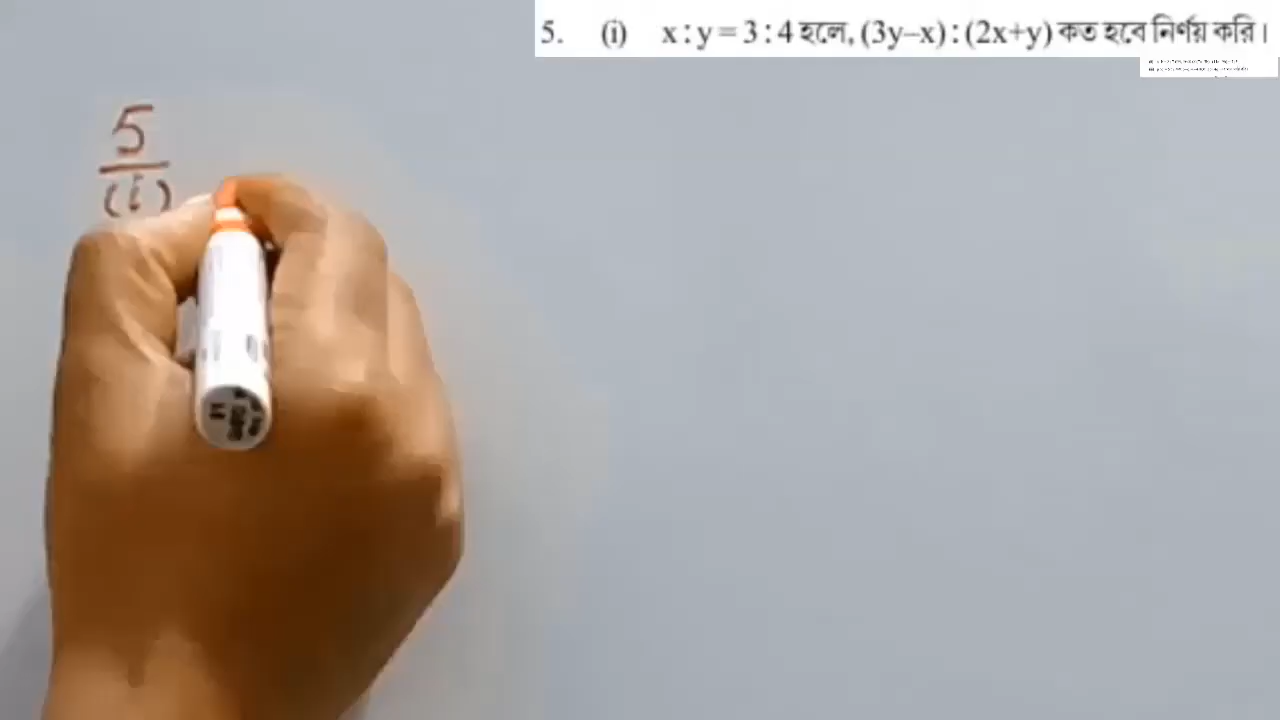 5. (i) x : y = 3 : 4 হলে, (3y–x) : (2x+y) কত হবে নির্ণয় করি।
5
(i)